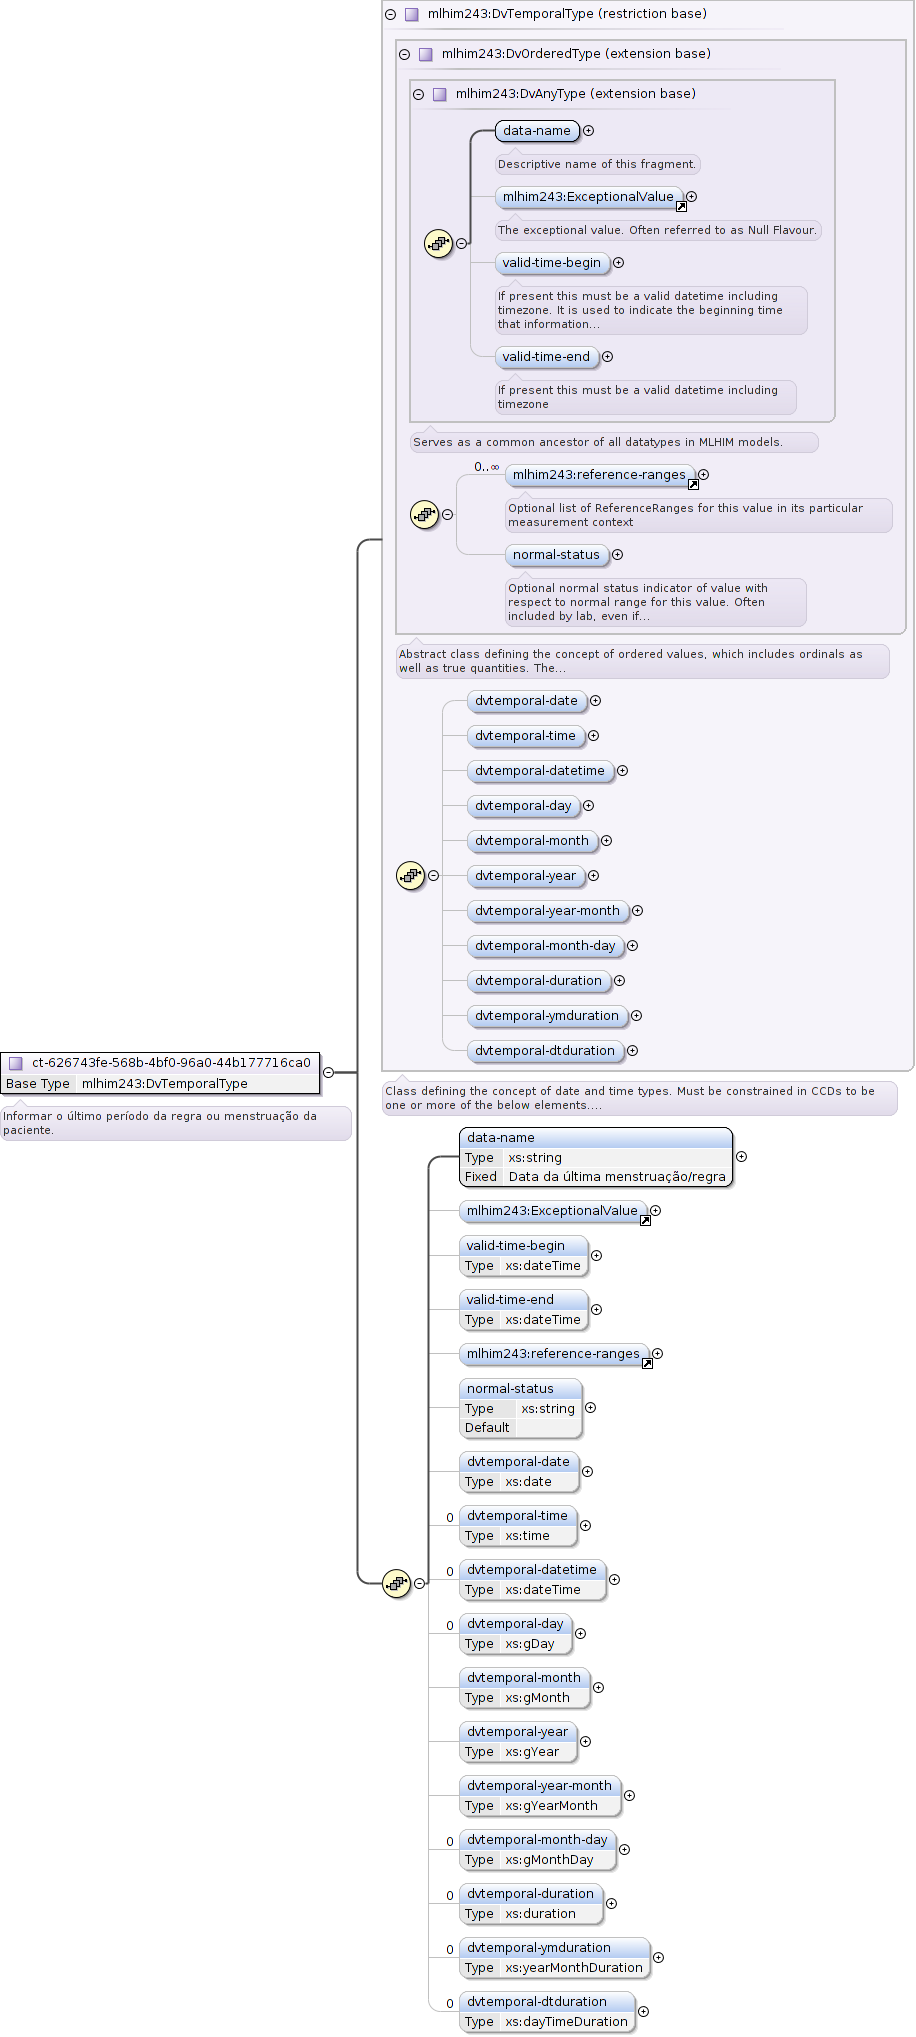 mlhim243:DvTemporalType (restriction base)
mlhim243:DvOrderedType (extension base)
mlhim243:DvAnyType (extension base)
data-name
Descriptive name of this fragment.
mlhim243:ExceptionalValue
The exceptional value. Often referred to as Null Flavour.
valid-time-begin
If present this must be a valid datetime including
timezone. It is used to indicate the beginning time
that information...
valid-time-end
If present this must be a valid datetime including
timezone
Serves as a common ancestor of all datatypes in MLHIM models.
0..∞
mlhim243:reference-ranges
Optional list of ReferenceRanges for this value in its particular
measurement context
normal-status
Optional normal status indicator of value with
respect to normal range for this value. Often
included by lab, even if...
Abstract class defining the concept of ordered values, which includes ordinals as
well as true quantities. The...
dvtemporal-date
dvtemporal-time
dvtemporal-datetime
dvtemporal-day
dvtemporal-month
dvtemporal-year
dvtemporal-year-month
dvtemporal-month-day
dvtemporal-duration
dvtemporal-ymduration
dvtemporal-dtduration
Class defining the concept of date and time types. Must be constrained in CCDs to be
one or more of the below elements....
ct-626743fe-568b-4bf0-96a0-44b177716ca0
Base Type mlhim243:DvTemporalType
Informar o último período da regra ou menstruação da
paciente.
data-name
Type xs:string
Fixed Data da última menstruação/regra
mlhim243:ExceptionalValue
valid-time-begin
Type xs:dateTime
valid-time-end
Type xs:dateTime
mlhim243:reference-ranges
normal-status
Type xs:string
Default
dvtemporal-date
Type xs:date
0 dvtemporal-time
Type xs:time
0 dvtemporal-datetime
Type xs:dateTime
0 dvtemporal-day
Type xs:gDay
dvtemporal-month
Type xs:gMonth
dvtemporal-year
Type xs:gYear
dvtemporal-year-month
Type xs:gYearMonth
0 dvtemporal-month-day
Type xs:gMonthDay
0 dvtemporal-duration
Type xs:duration
0 dvtemporal-ymduration
Type xs:yearMonthDuration
0 dvtemporal-dtduration
Type xs:dayTimeDuration